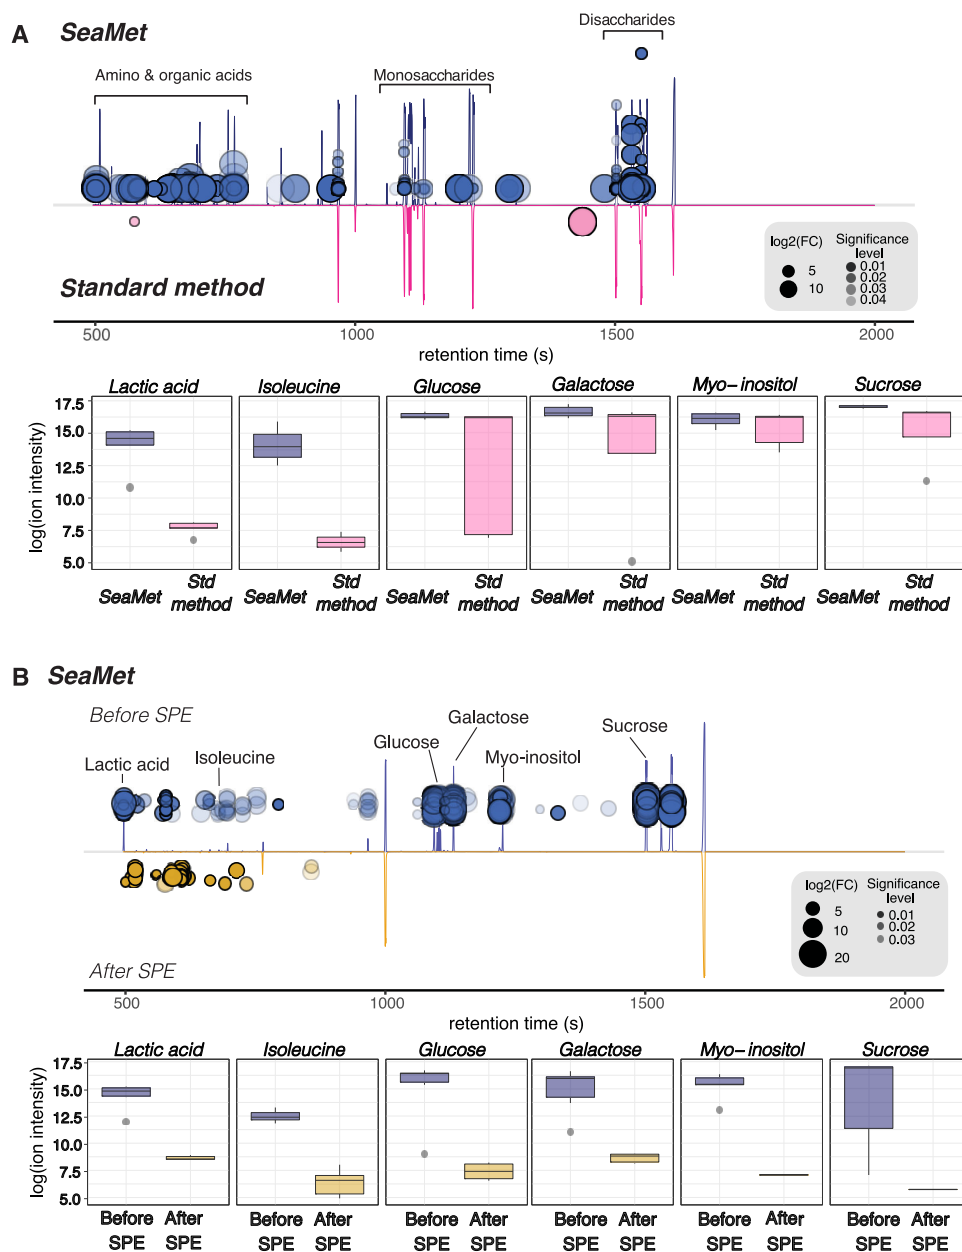 A SeaMet
Disaccharides
Amino & organic acids
Monosaccharides
Standard method
log2(FC)
5
10
Significance
level
0.01
0.02
0.03
0.04
500 1000 1500 2000
retention time (s)
Lactic acid Isoleucine Glucose Galactose Myo-inositol Sucrose
log(ion intensity)
17.5
15.0
12.5
10.0
7.5
5.0
SeaMet Std method SeaMet Std method SeaMet Std method SeaMet Std method SeaMet Std method SeaMet Std method
B SeaMet
Before SPE
Lactic acid
Isoleucine
Glucose
Galactose
Myo-inositol
Sucrose
After SPE
log2(FC)
5
10
20
Significance
level
0.01
0.02
0.03
500 1000 1500 2000
retention time (s)
Lactic acid Isoleucine Glucose Galactose Myo-inositol Sucrose
log(ion intensity)
17.5
15.0
12.5
10.0
7.5
5.0
Before After Before After Before After Before After Before After Before After
SPE SPE SPE SPE SPE SPE SPE SPE SPE SPE SPE SPE